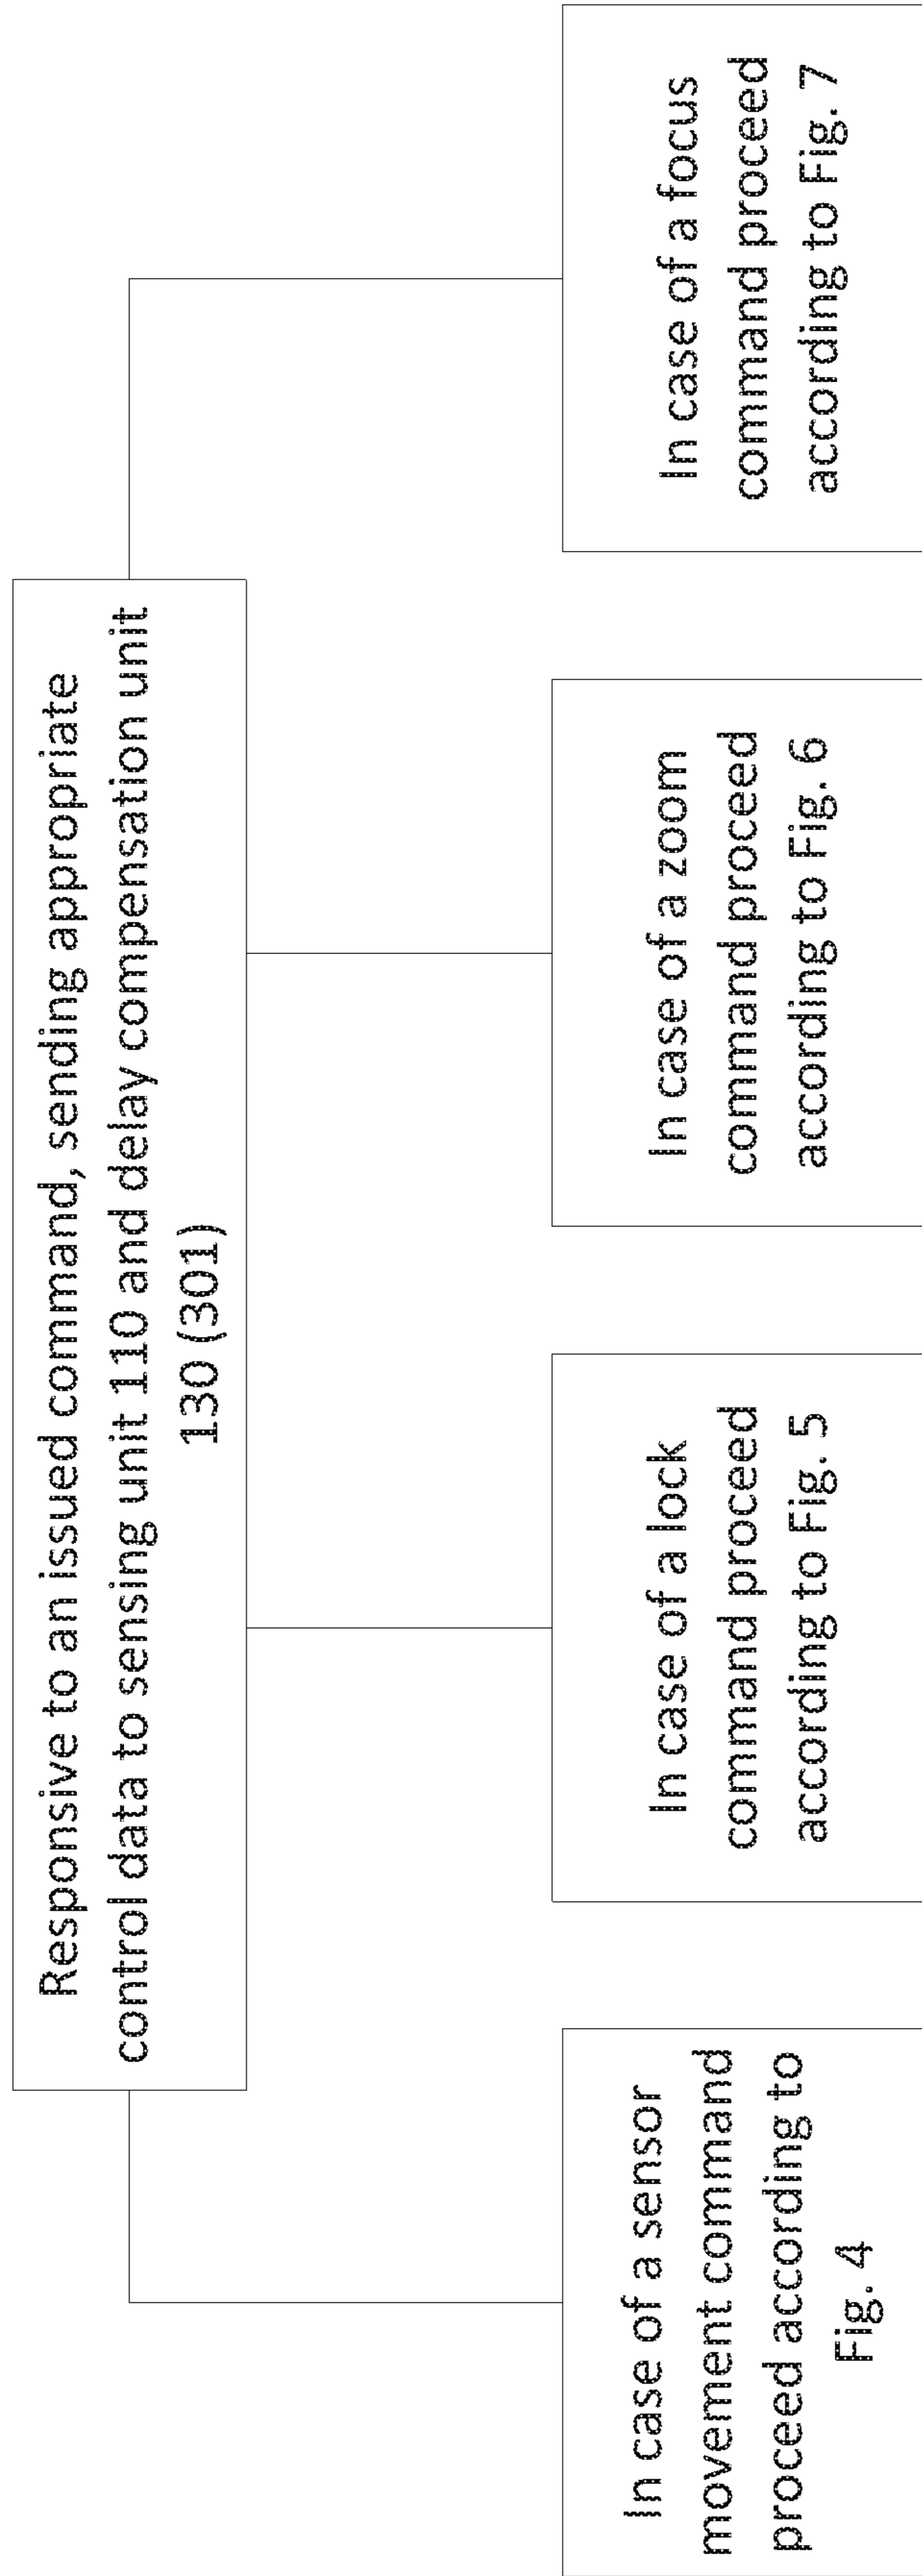 Responsive to an issued command, sending appropriate
control data to sensing unit 110 and delay compensation unit
130 (301)
In case of a sensor
movement command
proceed according to
Fig. 4
In case of a lock
command proceed
according to Fig. 5
In case of a zoom
command proceed
according to Fig. 6
In case of a focus
command proceed
according to Fig. 7